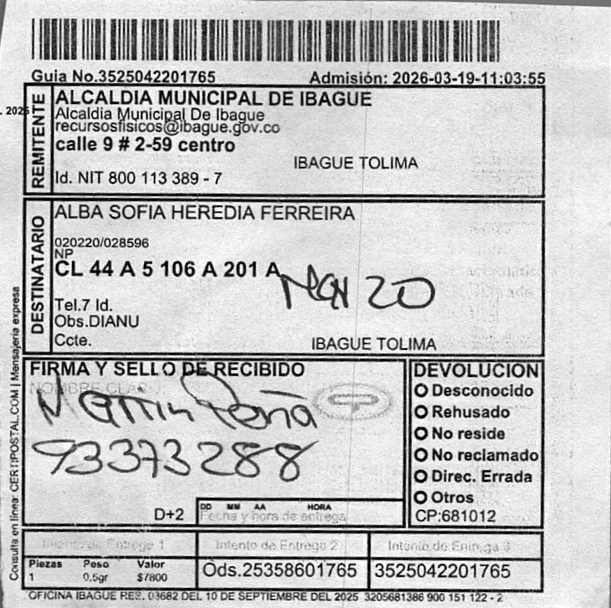 Guia No.3525042201765 Admisión: 2026-03-19-11:03:55
REMITENTE
ALCALDIA MUNICIPAL DE IBAGUE
Alcaldia Municipal De Ibague
recursosfisicos@ibague.gov.co
calle 9 # 2-59 centro
IBAGUE TOLIMA
Id. NIT 800 113 389 - 7
DESTINATARIO
ALBA SOFIA HEREDIA FERREIRA
020220/028596
NP
CL 44 A 5 106 A 201 A
Mar 20
Tel.7 Id.
Obs.DIANU
Ccte.
IBAGUE TOLIMA
FIRMA Y SELLO DE RECIBIDO
NOMBRE CLARO
Martin Peña
93373288
D+2
DD MM AA HORA
Fecha y hora de entrega
DEVOLUCION
O Desconocido
O Rehusado
O No reside
O No reclamado
O Direc. Errada
O Otros
CP:681012
Intento de Entrega 1 Intento de Entrega 2 Intento de Entrega 3
Piezas Peso Valor
1 0.5gr $7800
Ods.25358601765 3525042201765
OFICINA IBAGUE RES. 03682 DEL 10 DE SEPTIEMBRE DEL 2025 3205681386 900 151 122 - 2
Consulta en línea: CERTIPOSTAL.COM | Mensajería expresa